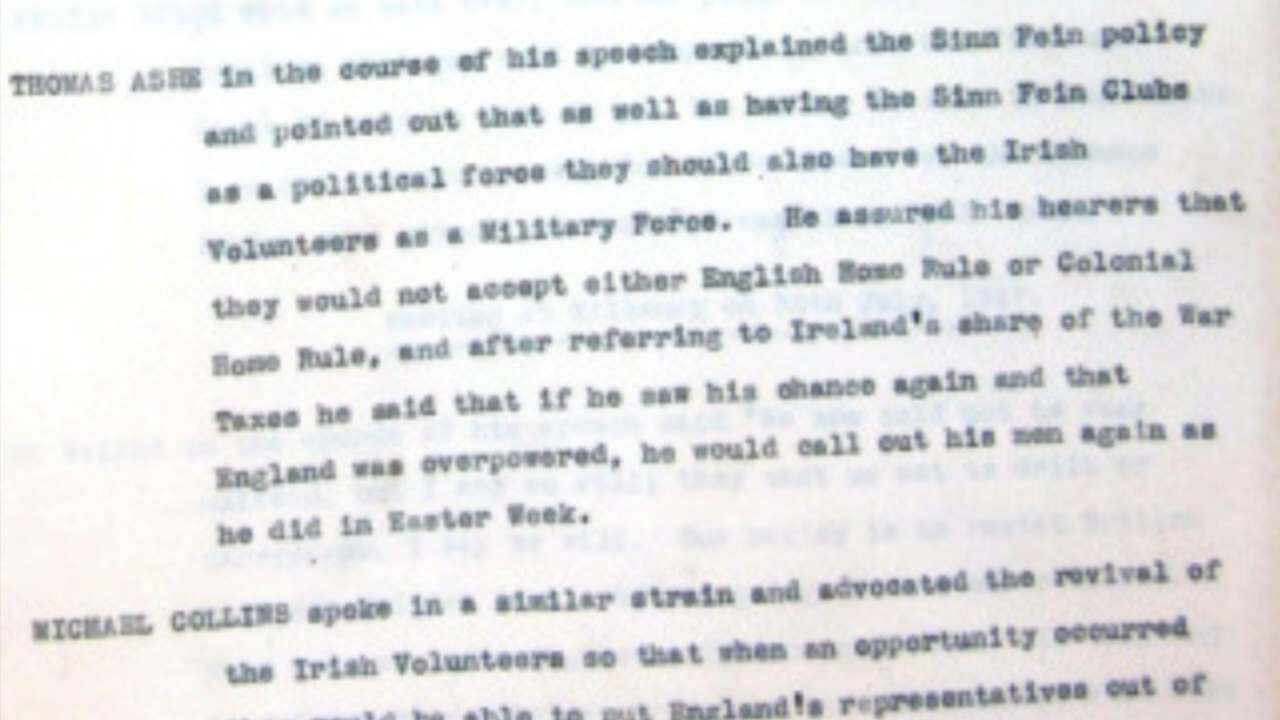 THOMAS ASHE in the course of his speech explained the Sinn Fein policy
and pointed out that as well as having the Sinn Fein Clubs
as a political force they should also have the Irish
Volunteers as a Military Force. He assured his hearers that
they would not accept either English Home Rule or Colonial
Home Rule, and after referring to Ireland's share of the War
Taxes he said that if he saw his chance again and that
England was overpowered, he would call out his men again as
he did in Easter Week.
MICHAEL COLLINS spoke in a similar strain and advocated the revival of
the Irish Volunteers so that when an opportunity occurred
would be able to put England's representatives out of